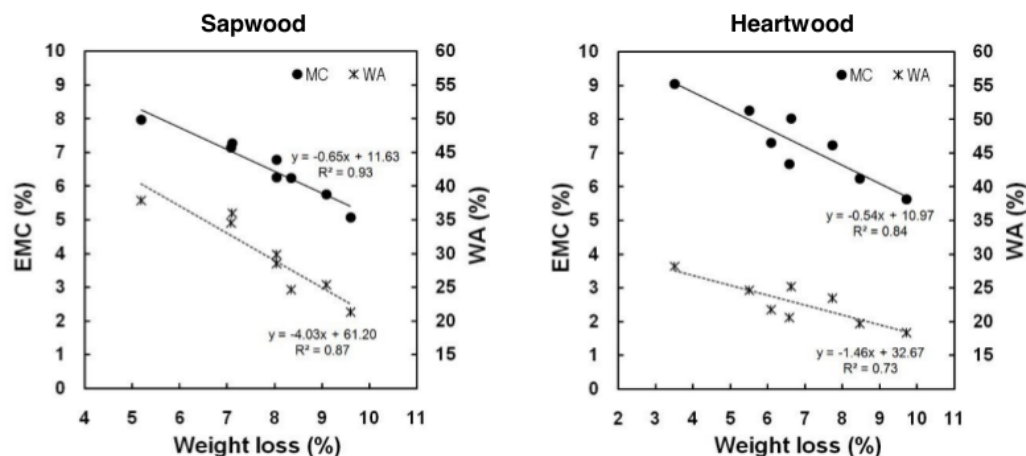 Sapwood
EMC (%)
10
9
8
7
6
5
4
3
2
1
0
MC WA
y = -0.65x + 11.63
R² = 0.93
y = -4.03x + 61.20
R² = 0.87
60
55
50
45
40
35
30
25
20
15
WA (%)
4 5 6 7 8 9 10 11
Weight loss (%)
Heartwood
EMC (%)
10
9
8
7
6
5
4
3
2
1
0
MC WA
y = -0.54x + 10.97
R² = 0.84
y = -1.46x + 32.67
R² = 0.73
60
55
50
45
40
35
30
25
20
15
WA (%)
2 3 4 5 6 7 8 9 10 11
Weight loss (%)